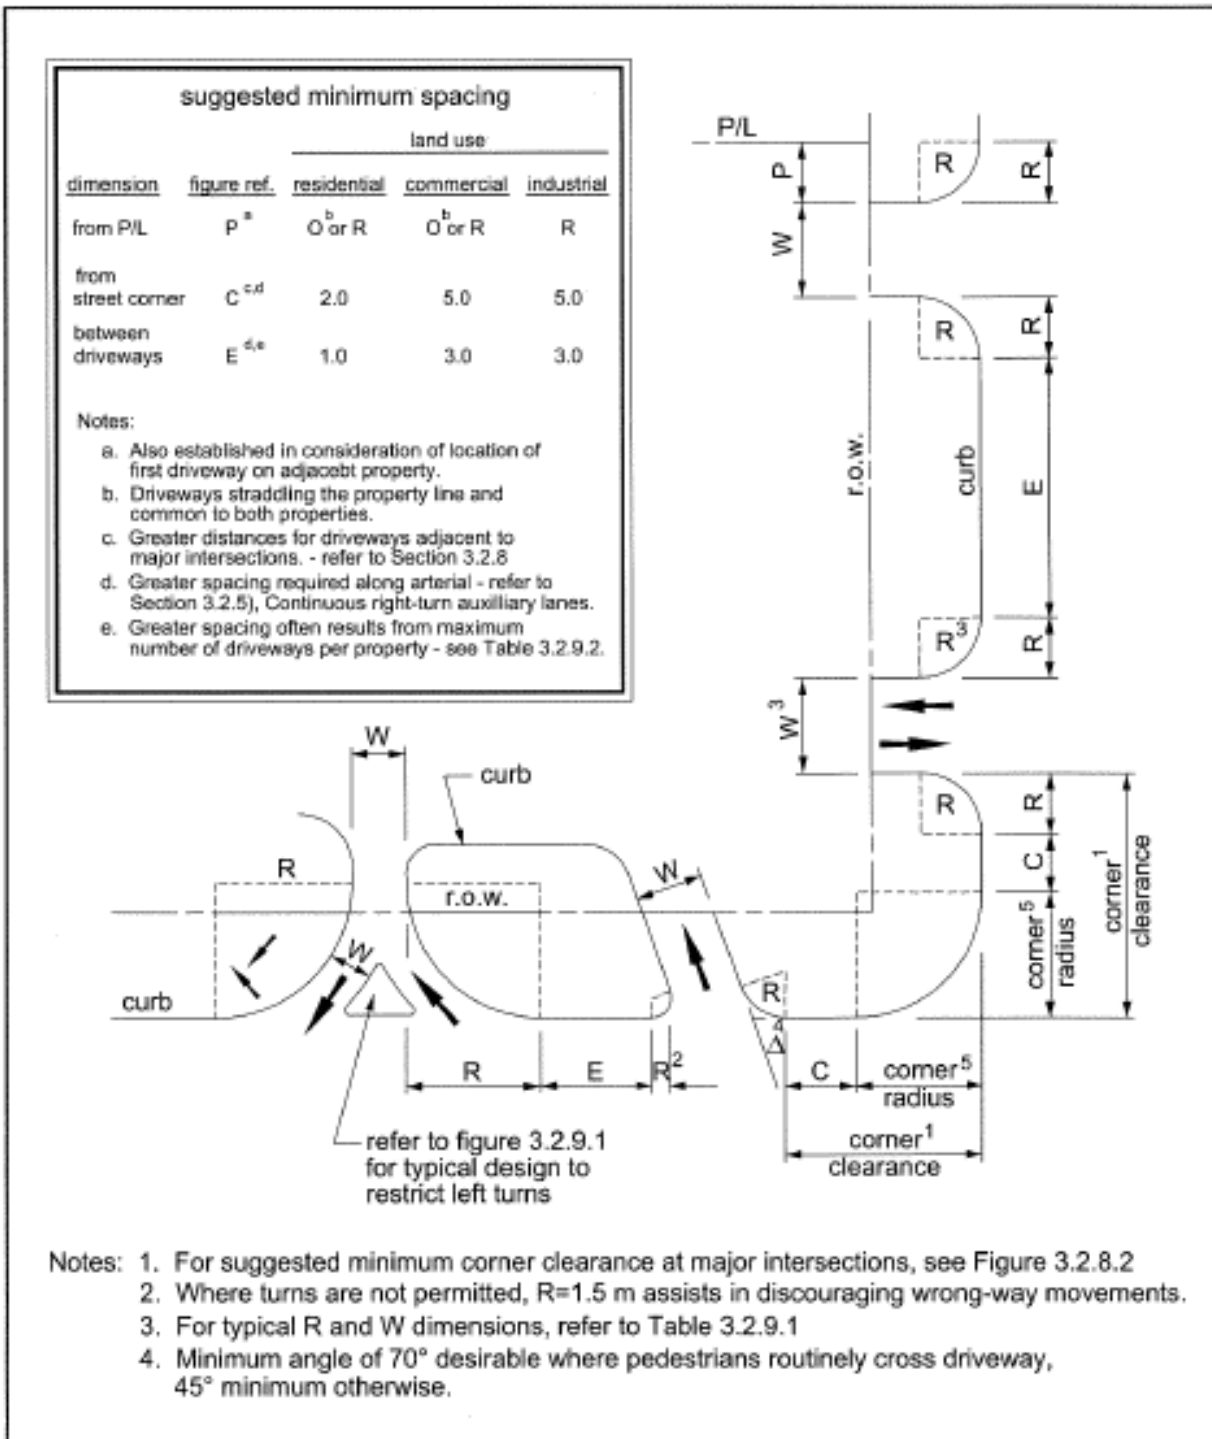 suggested minimum spacing
land use
dimension figure ref. residential commercial industrial
from P/L P a O b or R O b or R R
from
street corner C c,d 2.0 5.0 5.0
between
driveways E d,e 1.0 3.0 3.0
Notes:
a. Also established in consideration of location of
first driveway on adjacebt property.
b. Driveways straddling the property line and
common to both properties.
c. Greater distances for driveways adjacent to
major intersections. - refer to Section 3.2.8
d. Greater spacing required along arterial - refer to
Section 3.2.5), Continuous right-turn auxilliary lanes.
e. Greater spacing often results from maximum
number of driveways per property - see Table 3.2.9.2.
P/L
P
R
R
W
R
R
r.o.w.
curb
E
R3
R
W3
R
R
C
corner5
radius
corner1
clearance
W
curb
R
r.o.w.
W
W
curb
R
Δ4
R
E
R2
C
corner5
radius
corner1
clearance
refer to figure 3.2.9.1
for typical design to
restrict left turns
Notes: 1. For suggested minimum corner clearance at major intersections, see Figure 3.2.8.2
2. Where turns are not permitted, R=1.5 m assists in discouraging wrong-way movements.
3. For typical R and W dimensions, refer to Table 3.2.9.1
4. Minimum angle of 70° desirable where pedestrians routinely cross driveway,
45° minimum otherwise.